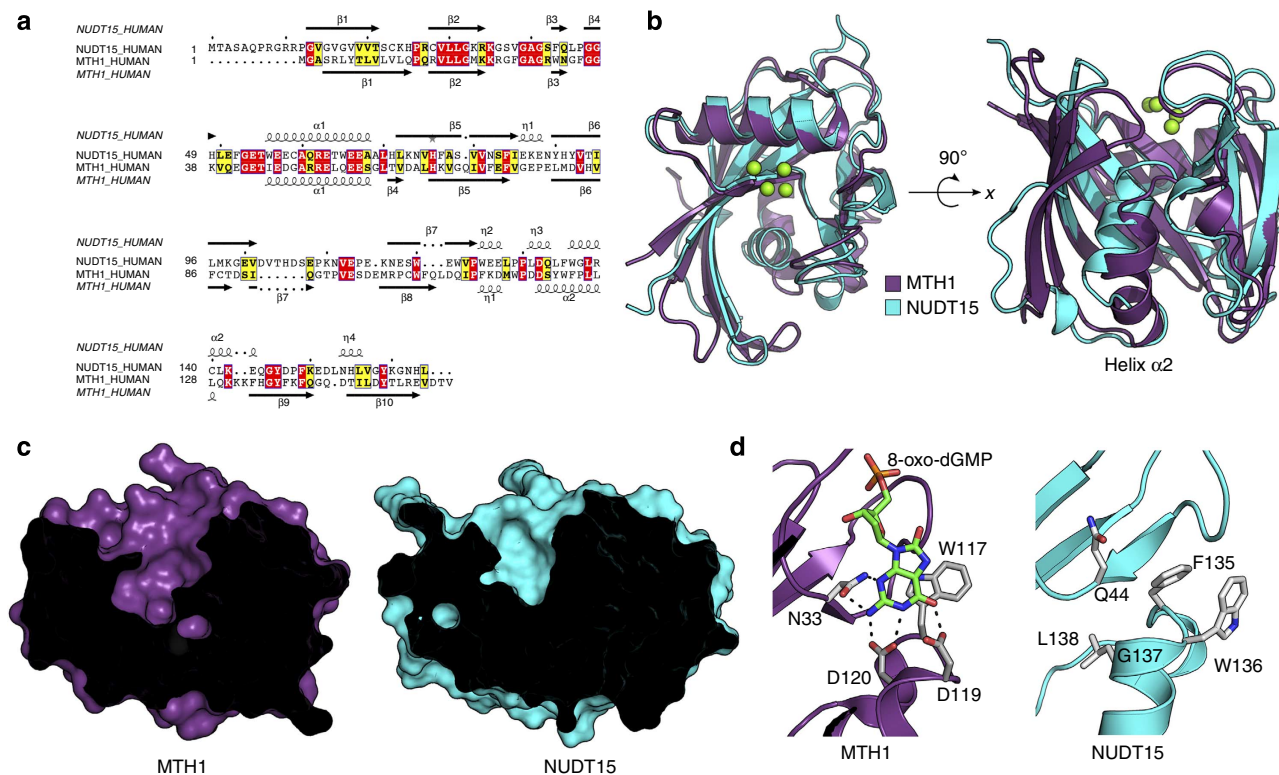 a
β1 β2 β3 β4
NUDT15_HUMAN
NUDT15_HUMAN 1 MTASAQPRGRRPGVGVGVVVTSCKHPRCVLLGKRKGSVGAGSFQLPGG
MTH1_HUMAN 1 ...........MGASRLYTLVLVLQPQRVLLGMKKRGFGAGRWNGFGG
MTH1_HUMAN
β1 β2 β3
α1 β5 η1 β6
NUDT15_HUMAN
NUDT15_HUMAN 49 HLEFGETWEECAQRETWEEAALHLKNVHFAS.VVNSFIEKENYHYVTI
MTH1_HUMAN 38 KVQEGETIEDGARRELQEESGLTVDALHKVGQIVFEFVGEPELMDVHV
MTH1_HUMAN
α1 β4 β5 β6
β7 η2 η3
NUDT15_HUMAN
NUDT15_HUMAN 96 LMKGEVDVTHDSEPKNVEPE.KNESW...EWVPWEELPPLDQLFWGLR
MTH1_HUMAN 86 FCTDSI......QGTPVESDEMRPCWFQLDQIPFKDMWPDDSYWFPLL
MTH1_HUMAN
β7 β8 η1 α2
α2 η4
NUDT15_HUMAN
NUDT15_HUMAN 140 CLK..EQGYDPFKEDLNHLVGYKGNHL...
MTH1_HUMAN 128 LQKKKFHGYFKFQGQ.DTILDYTLREVDTV
MTH1_HUMAN
β9 β10
b
90°
x
MTH1
NUDT15
Helix α2
c
MTH1
NUDT15
d
8-oxo-dGMP
W117
N33
D120
D119
MTH1
F135
Q44
L138
G137
W136
NUDT15